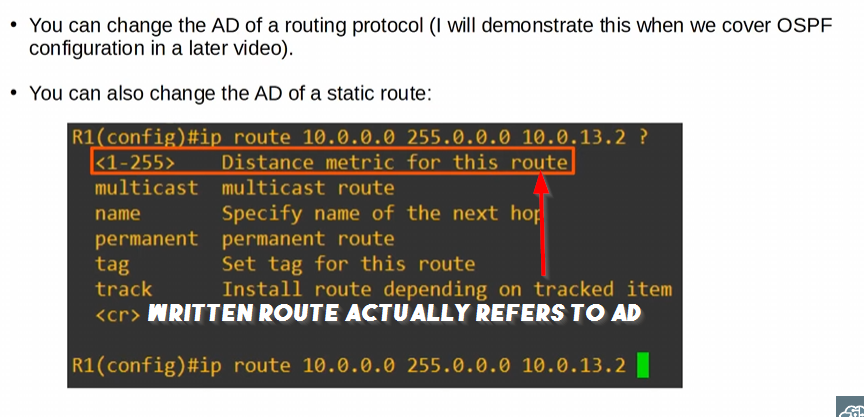 • You can change the AD of a routing protocol (I will demonstrate this when we cover OSPF
configuration in a later video).
• You can also change the AD of a static route:
R1(config)#ip route 10.0.0.0 255.0.0.0 10.0.13.2 ?
<1-255> Distance metric for this route
multicast multicast route
name Specify name of the next hop
permanent permanent route
tag Set tag for this route
track Install route depending on tracked item
<cr> WRITTEN ROUTE ACTUALLY REFERS TO AD
R1(config)#ip route 10.0.0.0 255.0.0.0 10.0.13.2